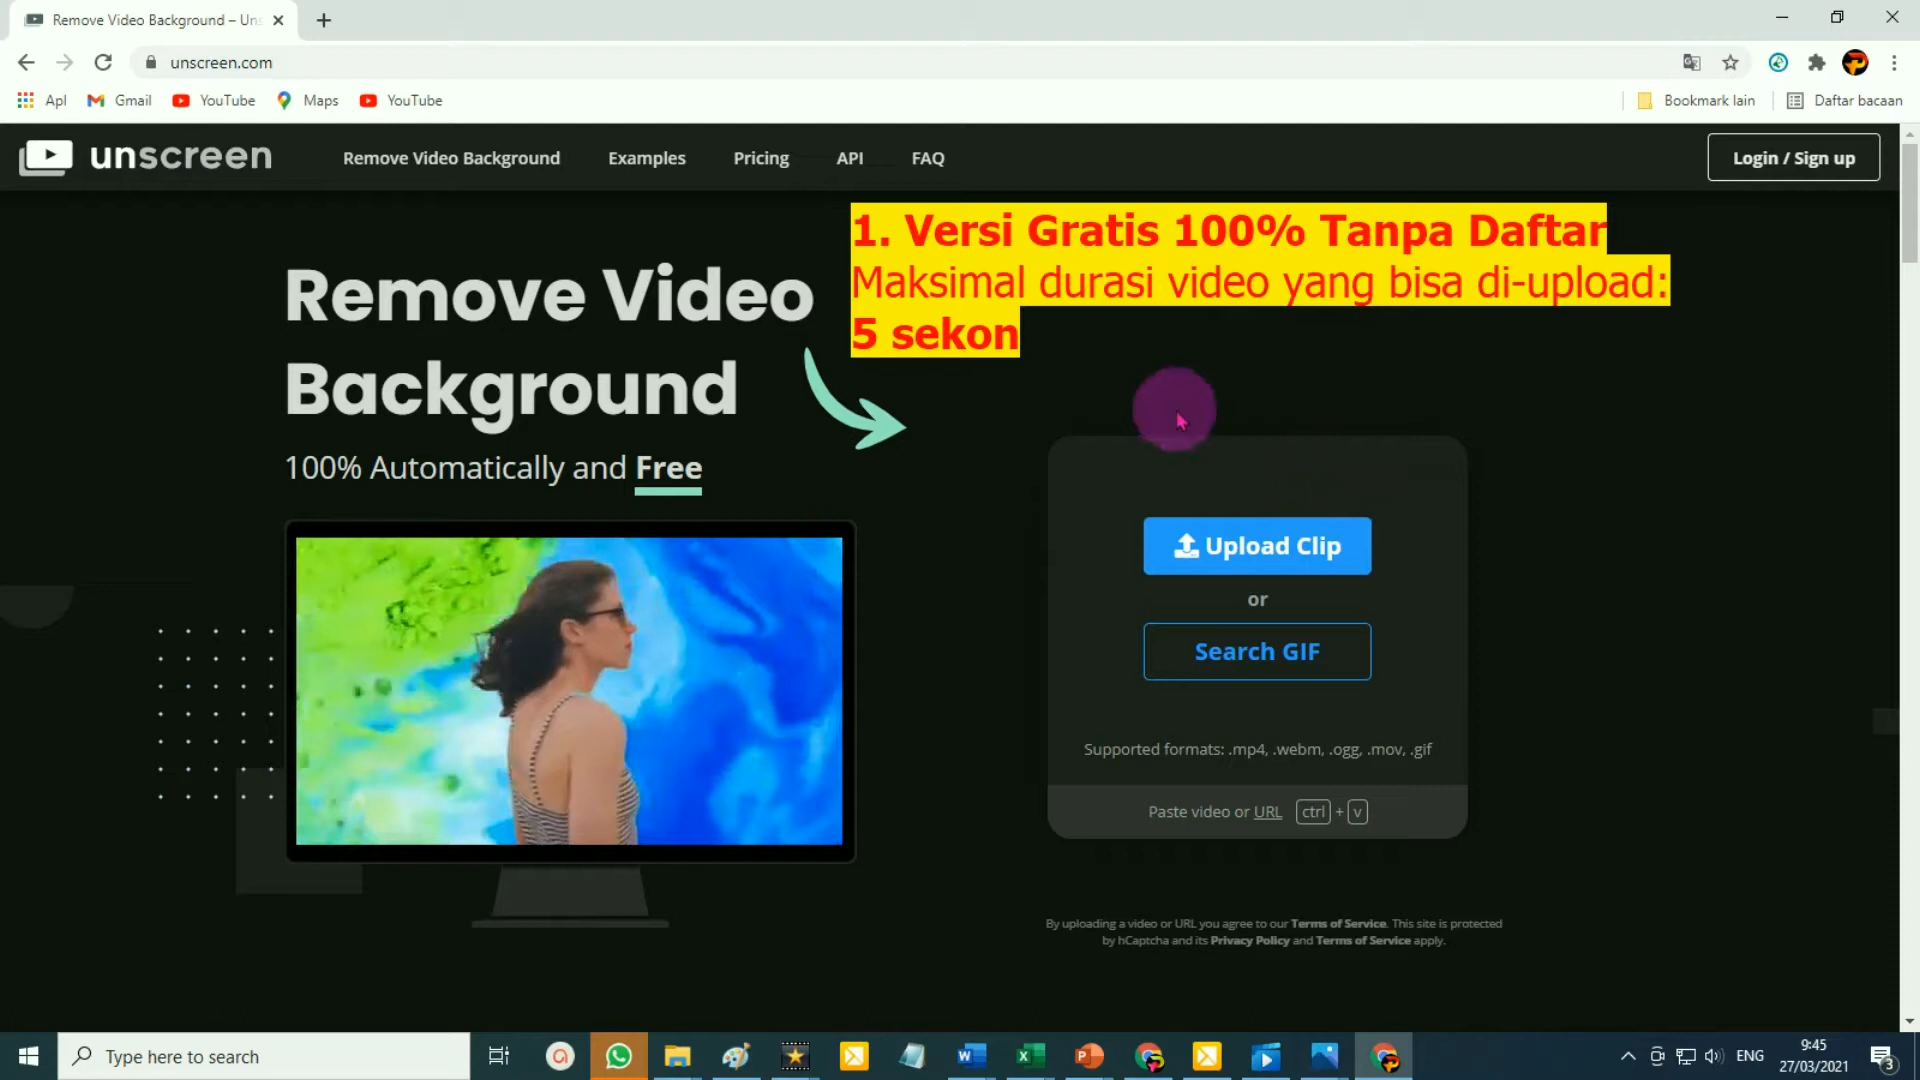 Remove Video Background – Uns
unscreen.com
Apl
Gmail
YouTube
Maps
YouTube
Bookmark lain
Daftar bacaan
unscreen
Remove Video Background
Examples
Pricing
API
FAQ
Login / Sign up
1. Versi Gratis 100% Tanpa Daftar
Maksimal durasi video yang bisa di-upload:
5 sekon
Remove Video
Background
100% Automatically and Free
Upload Clip
or
Search GIF
Supported formats: .mp4, .webm, .ogg, .mov, .gif
Paste video or URL ctrl + v
By uploading a video or URL you agree to our Terms of Service. This site is protected
by hCaptcha and its Privacy Policy and Terms of Service apply.
Type here to search
ENG
9:45
27/03/2021
3